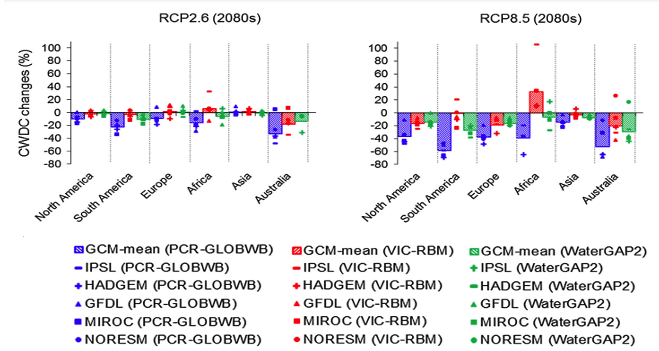 RCP2.6 (2080s) RCP8.5 (2080s)
CWDC changes (%)
100 80 60 40 20 0 -20 -40 -60 -80
100 80 60 40 20 0 -20 -40 -60 -80
North America South America Europe Africa Asia Australia
North America South America Europe Africa Asia Australia
GCM-mean (PCR-GLOBWB) GCM-mean (VIC-RBM) GCM-mean (WaterGAP2)
IPSL (PCR-GLOBWB) IPSL (VIC-RBM) IPSL (WaterGAP2)
HADGEM (PCR-GLOBWB) HADGEM (VIC-RBM) HADGEM (WaterGAP2)
GFDL (PCR-GLOBWB) GFDL (VIC-RBM) GFDL (WaterGAP2)
MIROC (PCR-GLOBWB) MIROC (VIC-RBM) MIROC (WaterGAP2)
NORESM (PCR-GLOBWB) NORESM (VIC-RBM) NORESM (WaterGAP2)